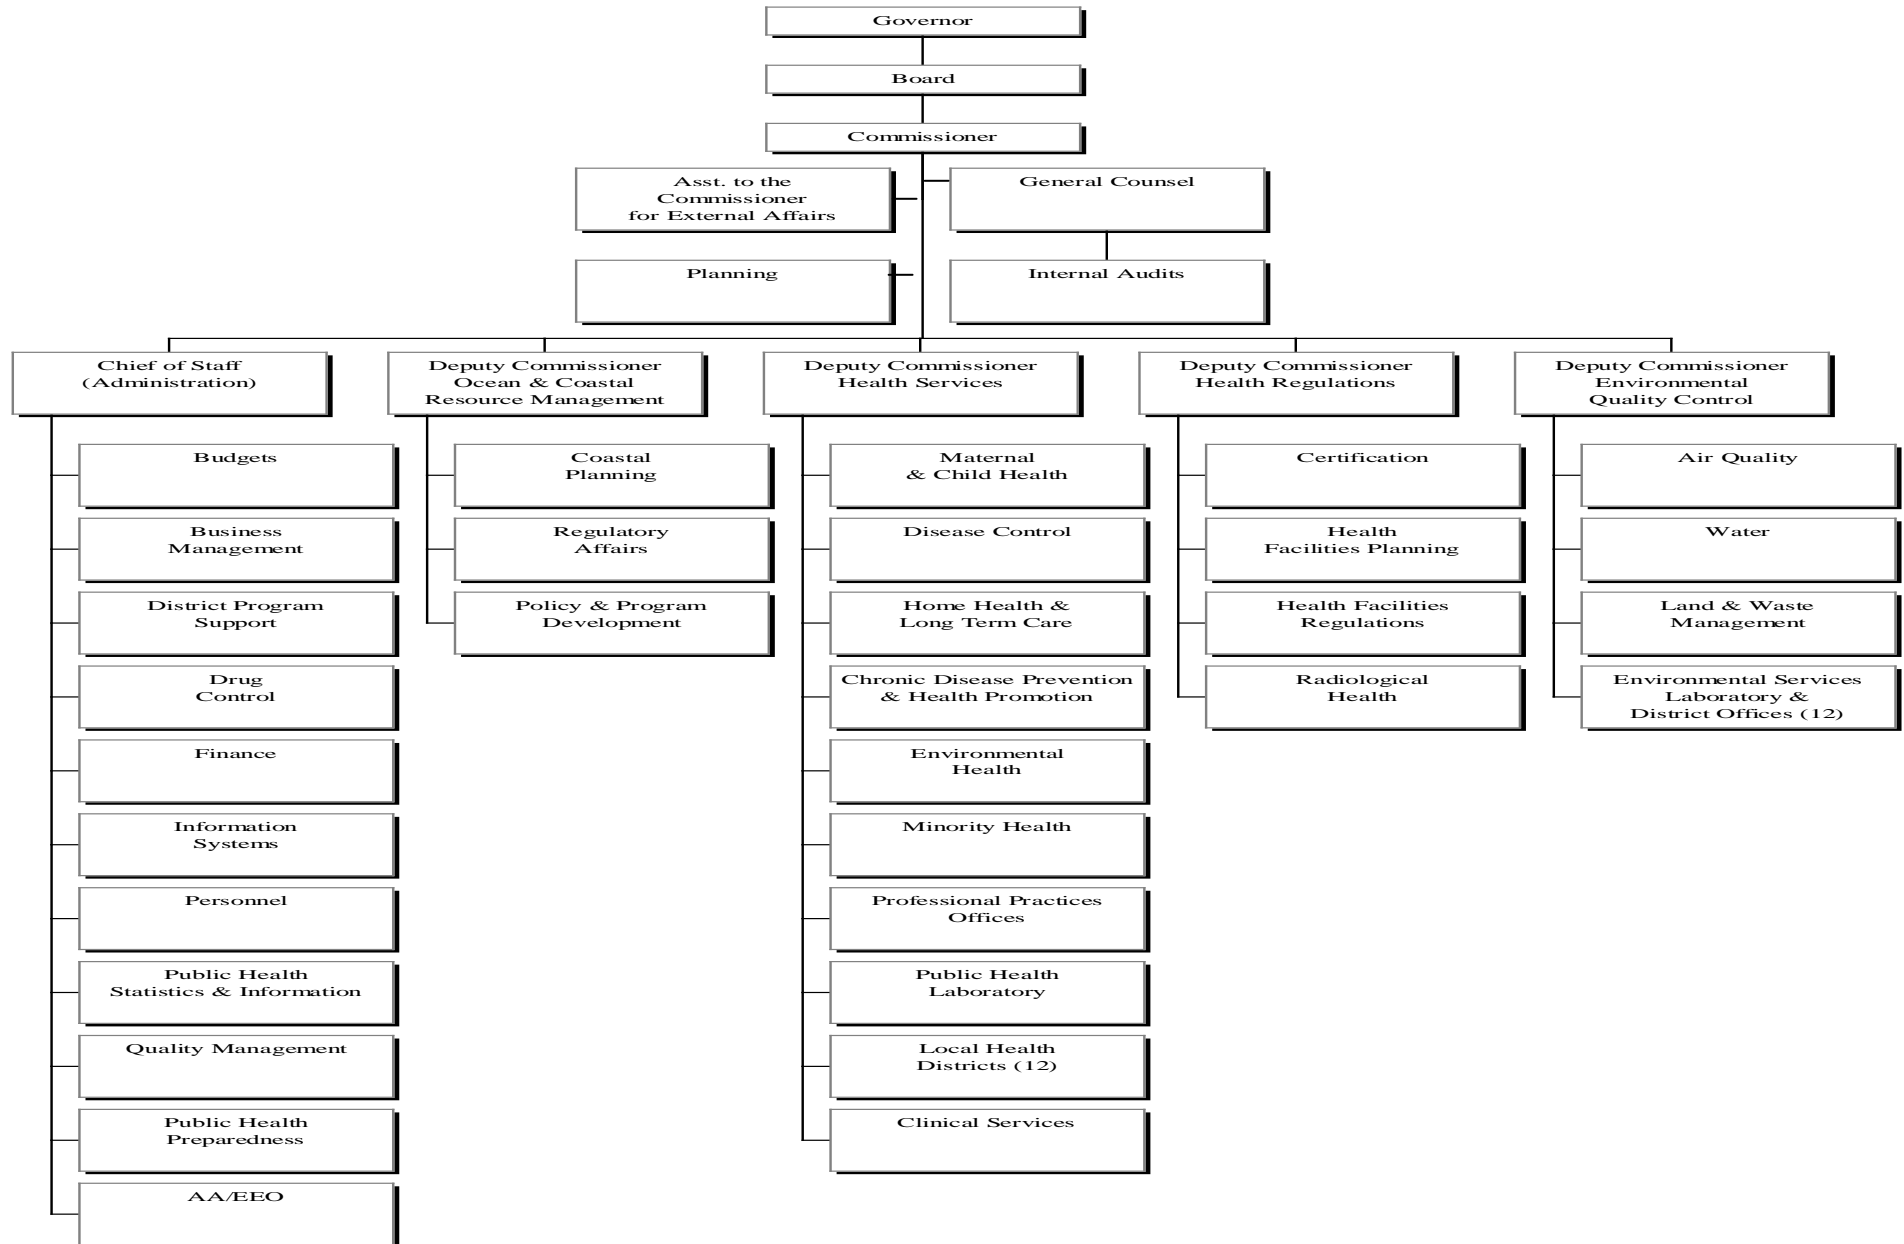 Governor
Board
Commissioner
Asst. to the
Commissioner
for External Affairs
General Counsel
Planning
Internal Audits
Chief of Staff
(Administration)
Deputy Commissioner
Ocean & Coastal
Resource Management
Deputy Commissioner
Health Services
Deputy Commissioner
Health Regulations
Deputy Commissioner
Environmental
Quality Control
Budgets
Business
Management
District Program
Support
Drug
Control
Finance
Information
Systems
Personnel
Public Health
Statistics & Information
Quality Management
Public Health
Preparedness
AA/EEO
Coastal
Planning
Regulatory
Affairs
Policy & Program
Development
Maternal
& Child Health
Disease Control
Home Health &
Long Term Care
Chronic Disease Prevention
& Health Promotion
Environmental
Health
Minority Health
Professional Practices
Offices
Public Health
Laboratory
Local Health
Districts (12)
Clinical Services
Certification
Health
Facilities Planning
Health Facilities
Regulations
Radiological
Health
Air Quality
Water
Land & Waste
Management
Environmental Services
Laboratory &
District Offices (12)